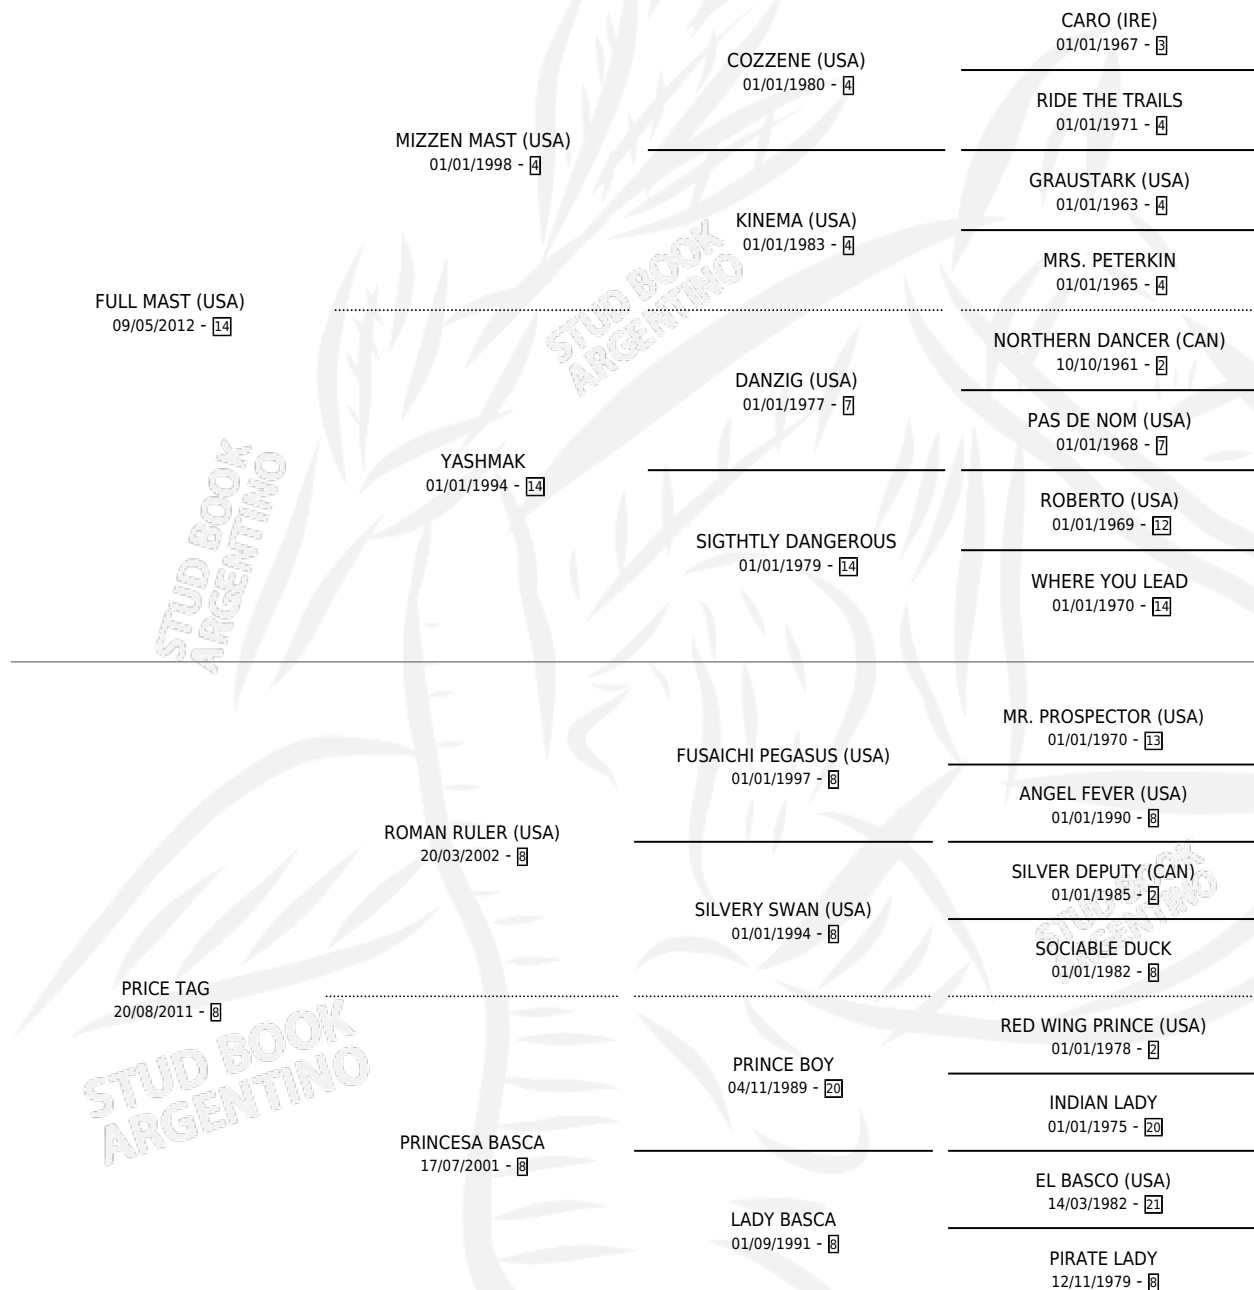 CARO (IRE)
01/01/1967 - 3
COZZENE (USA)
01/01/1980 - 4
RIDE THE TRAILS
01/01/1971 - 4
MIZZEN MAST (USA)
01/01/1998 - 4
GRAUSTARK (USA)
01/01/1963 - 4
KINEMA (USA)
01/01/1983 - 4
MRS. PETERKIN
01/01/1965 - 4
FULL MAST (USA)
09/05/2012 - 14
NORTHERN DANCER (CAN)
10/10/1961 - 2
DANZIG (USA)
01/01/1977 - 7
PAS DE NOM (USA)
01/01/1968 - 7
YASHMAK
01/01/1994 - 14
ROBERTO (USA)
01/01/1969 - 12
SIGTHTLY DANGEROUS
01/01/1979 - 14
WHERE YOU LEAD
01/01/1970 - 14
MR. PROSPECTOR (USA)
01/01/1970 - 13
FUSAICHI PEGASUS (USA)
01/01/1997 - 8
ANGEL FEVER (USA)
01/01/1990 - 8
ROMAN RULER (USA)
20/03/2002 - 8
SILVER DEPUTY (CAN)
01/01/1985 - 2
SILVERY SWAN (USA)
01/01/1994 - 8
SOCIABLE DUCK
01/01/1982 - 8
PRICE TAG
20/08/2011 - 8
RED WING PRINCE (USA)
01/01/1978 - 2
PRINCE BOY
04/11/1989 - 20
INDIAN LADY
01/01/1975 - 20
PRINCESA BASCA
17/07/2001 - 8
EL BASCO (USA)
14/03/1982 - 21
LADY BASCA
01/09/1991 - 8
PIRATE LADY
12/11/1979 - 8
STUD BOOK
ARGENTINO
STUD BOOK
ARGENTINO
STUD BOOK
ARGENTINO
STUD BOOK
ARGENTINO